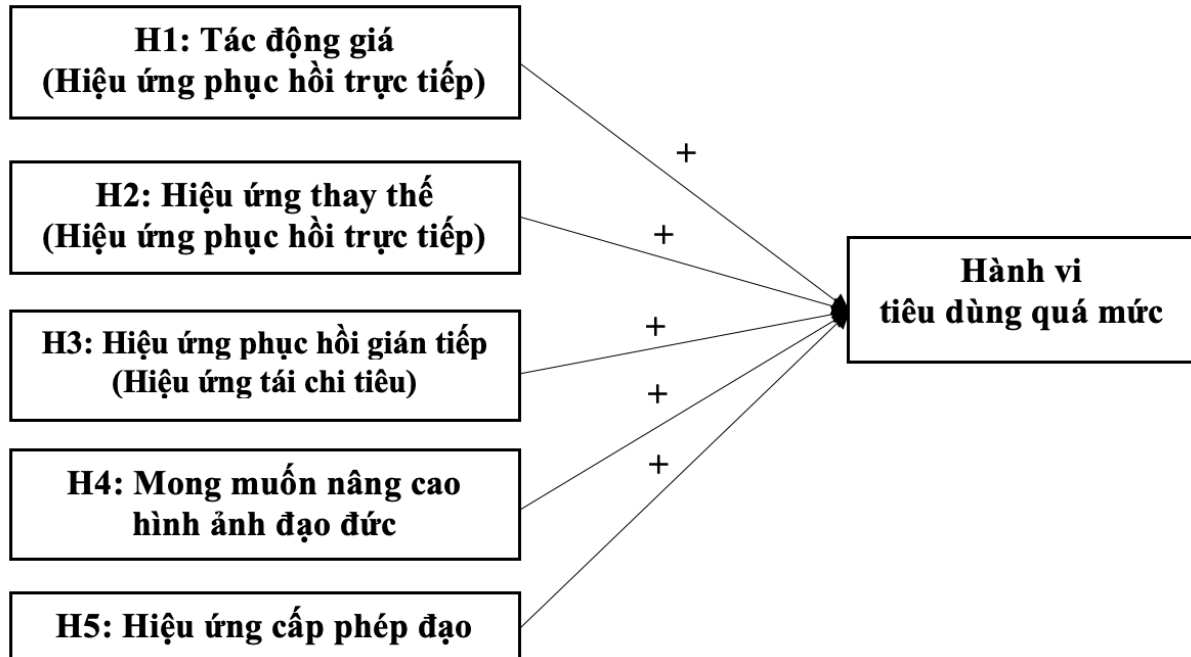 H1: Tác động giá
(Hiệu ứng phục hồi trực tiếp)
+
H2: Hiệu ứng thay thế
(Hiệu ứng phục hồi trực tiếp)
+
Hành vi
tiêu dùng quá mức
H3: Hiệu ứng phục hồi gián tiếp
(Hiệu ứng tái chi tiêu)
+
+
H4: Mong muốn nâng cao
hình ảnh đạo đức
+
H5: Hiệu ứng cấp phép đạo